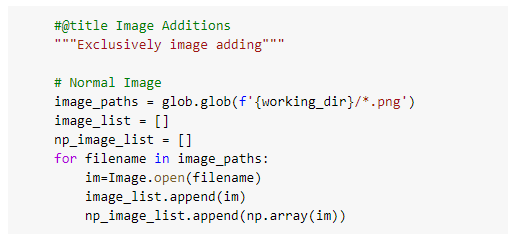 #@title Image Additions
"""Exclusively image adding"""
# Normal Image
image_paths = glob.glob(f'{working_dir}/*.png')
image_list = []
np_image_list = []
for filename in image_paths:
    im=Image.open(filename)
    image_list.append(im)
    np_image_list.append(np.array(im))